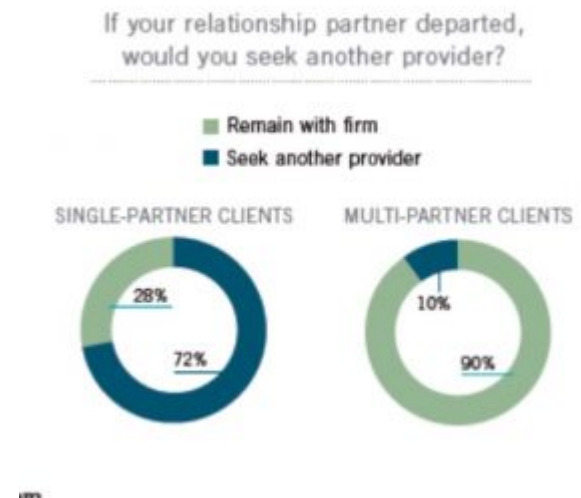 If your relationship partner departed,
would you seek another provider?
Remain with firm
Seek another provider
SINGLE-PARTNER CLIENTS
MULTI-PARTNER CLIENTS
28%
72%
10%
90%